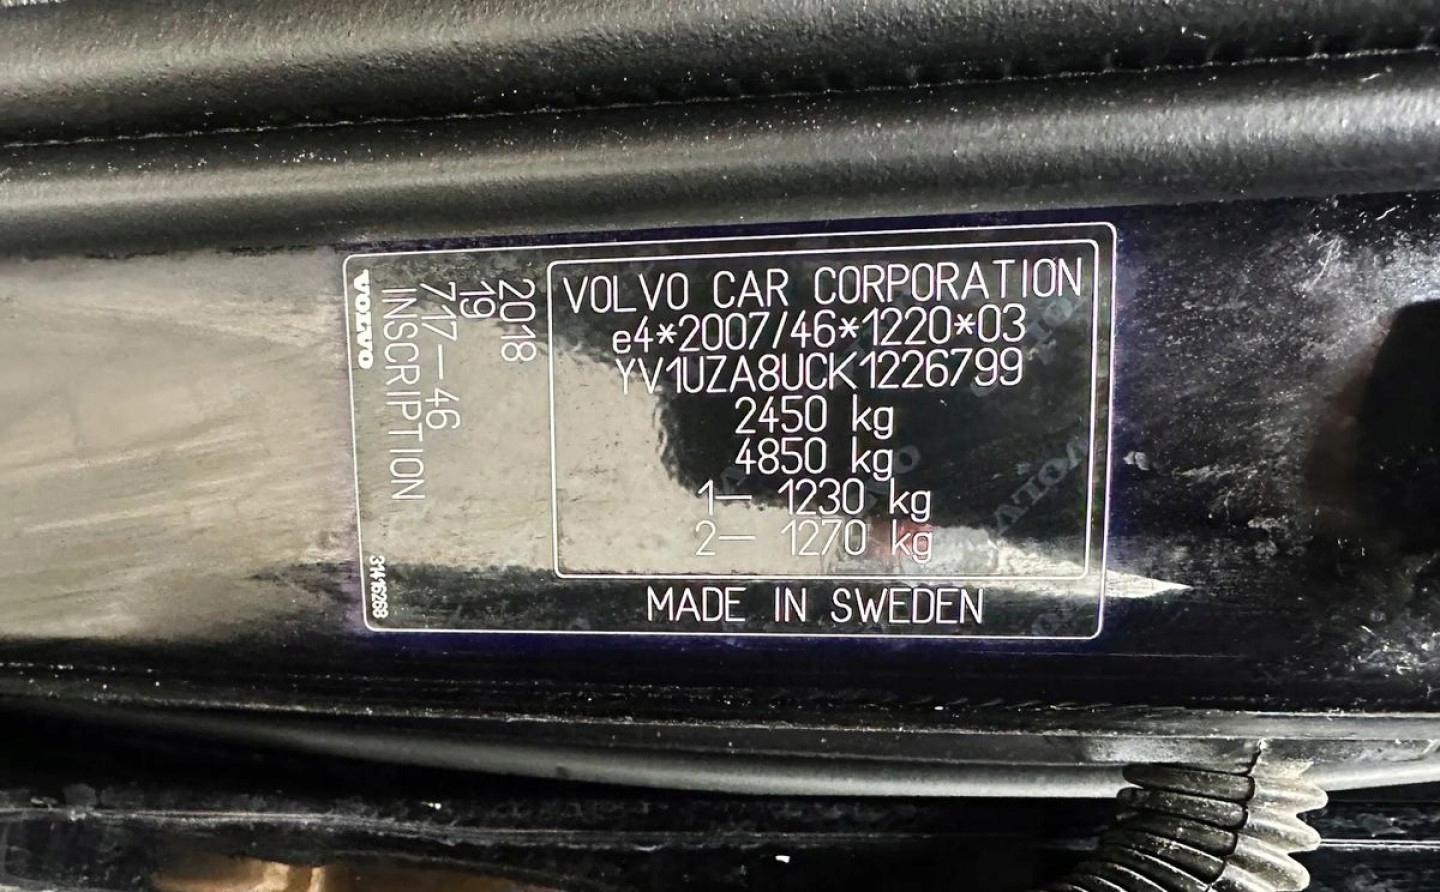 VOLVO CAR CORPORATION
e4*2007/46*1220*03
YV1UZA8UCK1226799
2450 kg
4850 kg
1— 1230 kg
2— 1270 kg
MADE IN SWEDEN
2018
19
717-46
INSCRIPTION
VOLVO
31416268